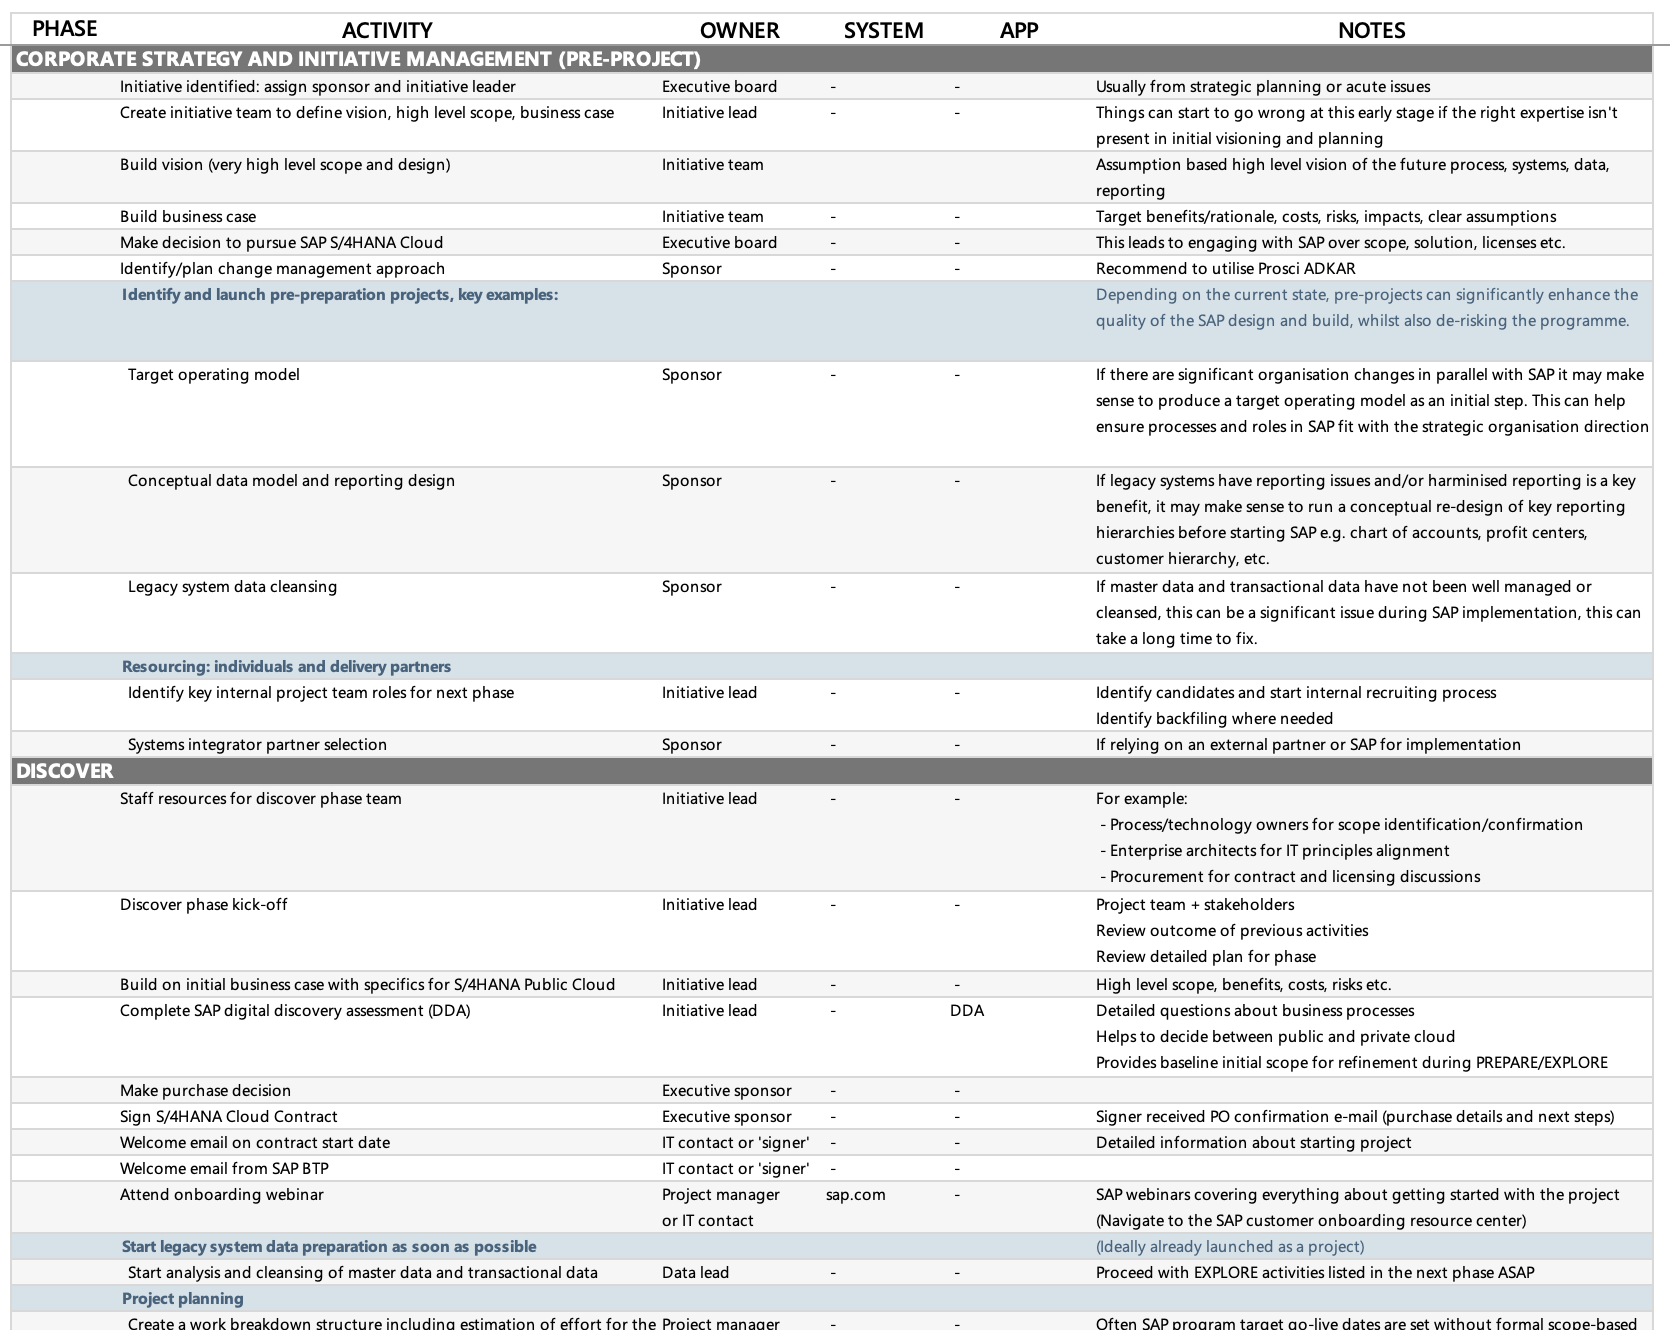 PHASE ACTIVITY OWNER SYSTEM APP NOTES
CORPORATE STRATEGY AND INITIATIVE MANAGEMENT (PRE-PROJECT)
Initiative identified: assign sponsor and initiative leader Executive board - - Usually from strategic planning or acute issues
Create initiative team to define vision, high level scope, business case Initiative lead - - Things can start to go wrong at this early stage if the right expertise isn't
present in initial visioning and planning
Build vision (very high level scope and design) Initiative team Assumption based high level vision of the future process, systems, data,
reporting
Build business case Initiative team - - Target benefits/rationale, costs, risks, impacts, clear assumptions
Make decision to pursue SAP S/4HANA Cloud Executive board - - This leads to engaging with SAP over scope, solution, licenses etc.
Identify/plan change management approach Sponsor - - Recommend to utilise Prosci ADKAR
Identify and launch pre-preparation projects, key examples: Depending on the current state, pre-projects can significantly enhance the
quality of the SAP design and build, whilst also de-risking the programme.
Target operating model Sponsor - - If there are significant organisation changes in parallel with SAP it may make
sense to produce a target operating model as an initial step. This can help
ensure processes and roles in SAP fit with the strategic organisation direction
Conceptual data model and reporting design Sponsor - - If legacy systems have reporting issues and/or harminised reporting is a key
benefit, it may make sense to run a conceptual re-design of key reporting
hierarchies before starting SAP e.g. chart of accounts, profit centers,
customer hierarchy, etc.
Legacy system data cleansing Sponsor - - If master data and transactional data have not been well managed or
cleansed, this can be a significant issue during SAP implementation, this can
take a long time to fix.
Resourcing: individuals and delivery partners
Identify key internal project team roles for next phase Initiative lead - - Identify candidates and start internal recruiting process
Identify backfiling where needed
Systems integrator partner selection Sponsor - - If relying on an external partner or SAP for implementation
DISCOVER
Staff resources for discover phase team Initiative lead - - For example:
- Process/technology owners for scope identification/confirmation
- Enterprise architects for IT principles alignment
- Procurement for contract and licensing discussions
Discover phase kick-off Initiative lead - - Project team + stakeholders
Review outcome of previous activities
Review detailed plan for phase
Build on initial business case with specifics for S/4HANA Public Cloud Initiative lead - - High level scope, benefits, costs, risks etc.
Complete SAP digital discovery assessment (DDA) Initiative lead - DDA Detailed questions about business processes
Helps to decide between public and private cloud
Provides baseline initial scope for refinement during PREPARE/EXPLORE
Make purchase decision Executive sponsor - -
Sign S/4HANA Cloud Contract Executive sponsor - - Signer received PO confirmation e-mail (purchase details and next steps)
Welcome email on contract start date IT contact or 'signer' - - Detailed information about starting project
Welcome email from SAP BTP IT contact or 'signer' - -
Attend onboarding webinar Project manager sap.com - SAP webinars covering everything about getting started with the project
or IT contact (Navigate to the SAP customer onboarding resource center)
Start legacy system data preparation as soon as possible (Ideally already launched as a project)
Start analysis and cleansing of master data and transactional data Data lead - - Proceed with EXPLORE activities listed in the next phase ASAP
Project planning
Create a work breakdown structure including estimation of effort for the Project manager - - Often SAP program target go-live dates are set without formal scope-based